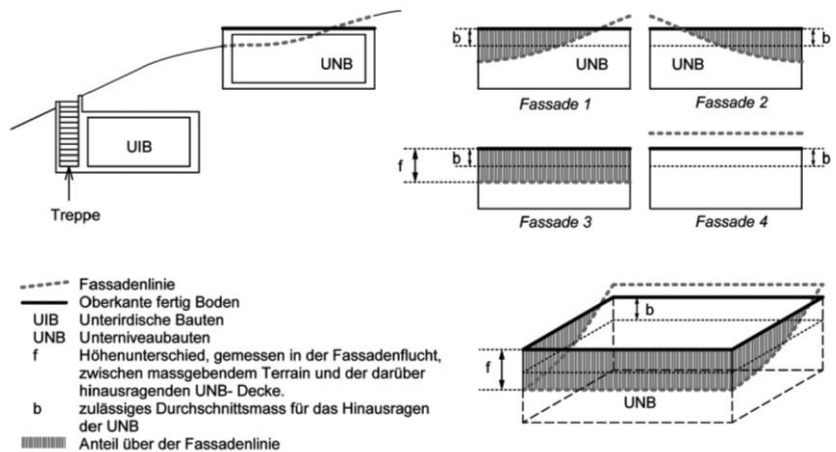 UNB
UIB
Treppe
b
UNB
Fassade 1
b
UNB
Fassade 2
f
b
Fassade 3
b
Fassade 4
Fassadenlinie
Oberkante fertig Boden
UIB Unterirdische Bauten
UNB Unterniveaubauten
f Höhenunterschied, gemessen in der Fassadenflucht,
zwischen massgebendem Terrain und der darüber
hinausragenden UNB- Decke.
b zulässiges Durchschnittsmass für das Hinausragen
der UNB
Anteil über der Fassadenlinie
b
f
UNB